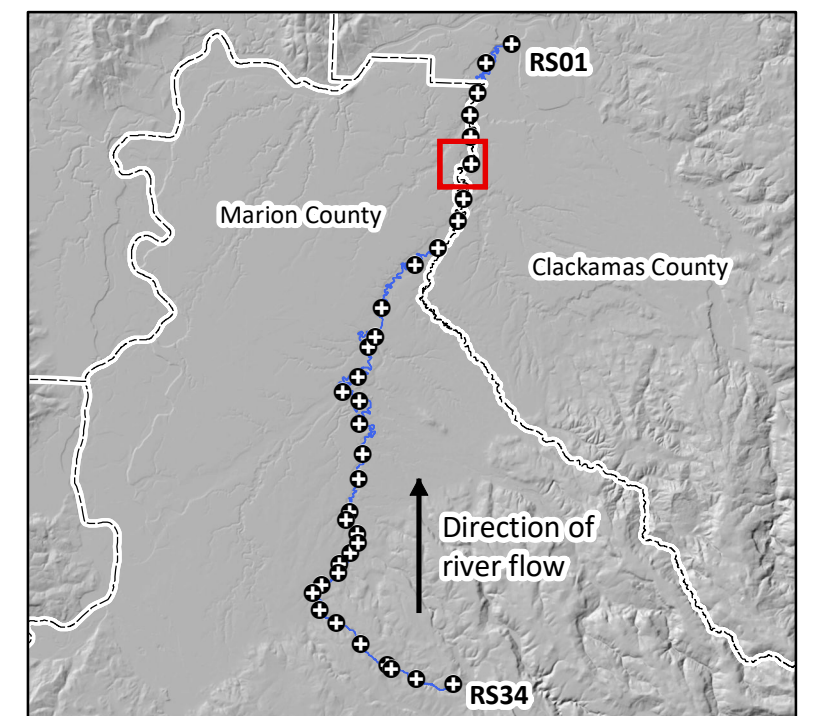 RS01
Marion County
Clackamas County
Direction of
river flow
RS34